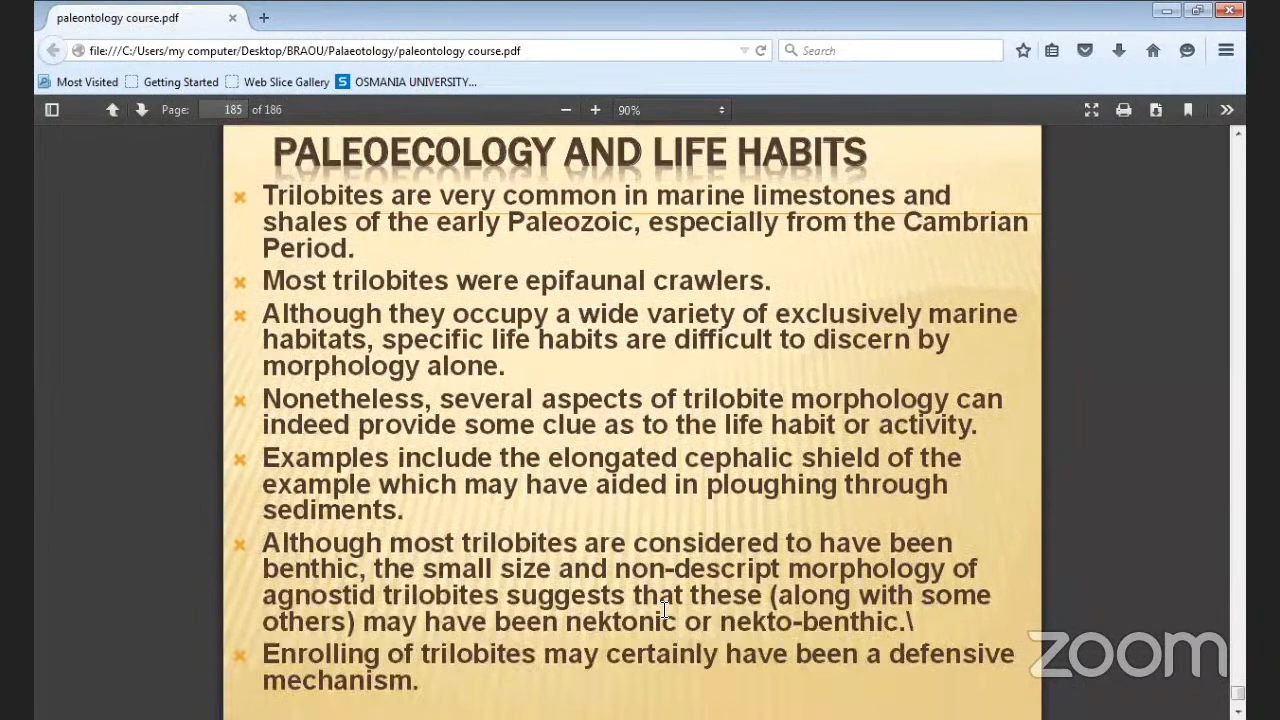 paleontology course.pdf
file:///C:/Users/my computer/Desktop/BRAOU/Palaeotology/paleontology course.pdf
Search
Most Visited
Getting Started
Web Slice Gallery
S
OSMANIA UNIVERSITY...
Page:
185
of 186
90%
PALEOECOLOGY AND LIFE HABITS
Trilobites are very common in marine limestones and
shales of the early Paleozoic, especially from the Cambrian
Period.
Most trilobites were epifaunal crawlers.
Although they occupy a wide variety of exclusively marine
habitats, specific life habits are difficult to discern by
morphology alone.
Nonetheless, several aspects of trilobite morphology can
indeed provide some clue as to the life habit or activity.
Examples include the elongated cephalic shield of the
example which may have aided in ploughing through
sediments.
Although most trilobites are considered to have been
benthic, the small size and non-descript morphology of
agnostid trilobites suggests that these (along with some
others) may have been nektonic or nekto-benthic.\
Enrolling of trilobites may certainly have been a defensive
mechanism.
zoom